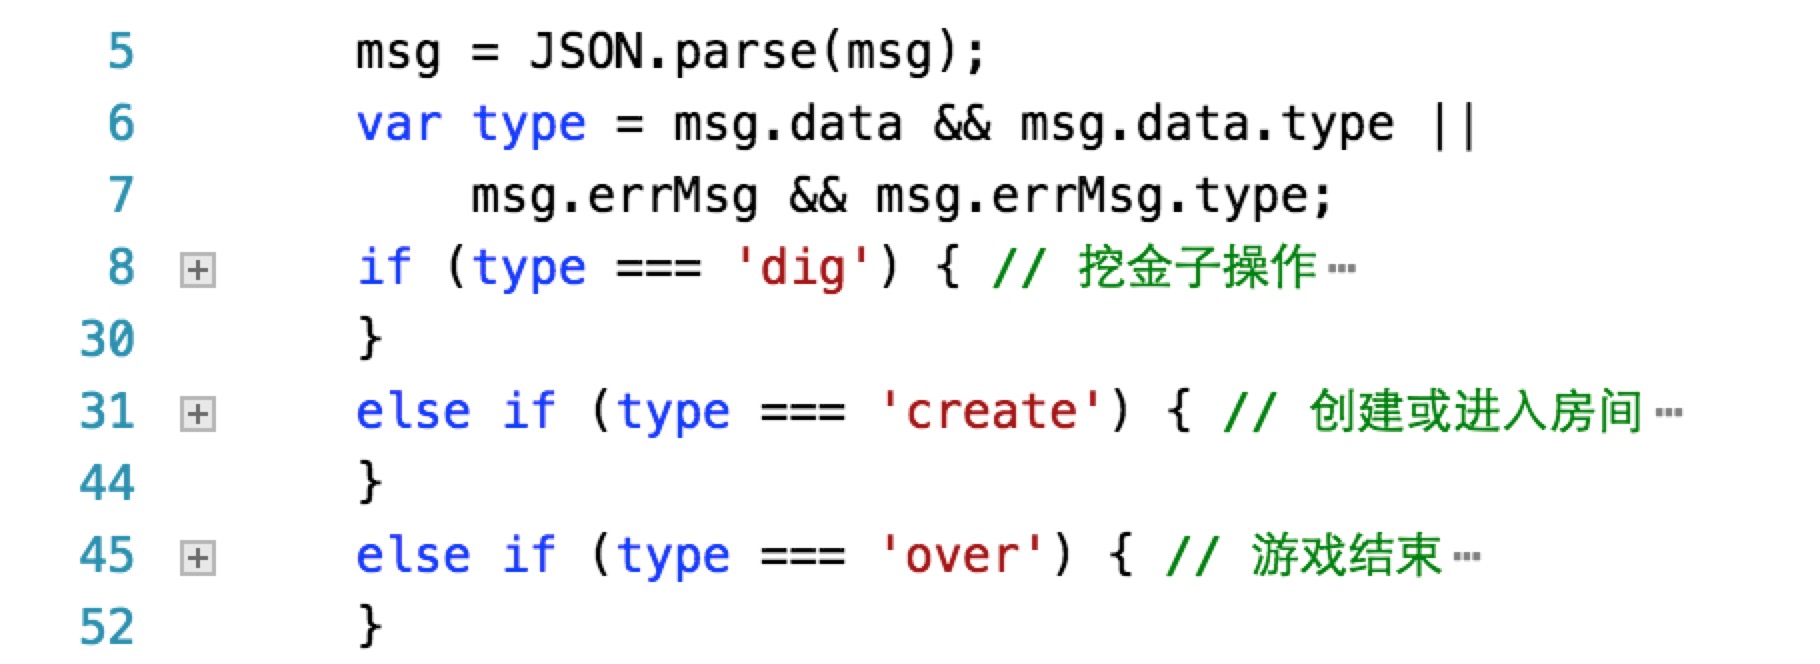 5 msg = JSON.parse(msg);
6 var type = msg.data && msg.data.type ||
7 msg.errMsg && msg.errMsg.type;
8 if (type === 'dig') { // 挖金子操作⋯
30 }
31 else if (type === 'create') { // 创建或进入房间⋯
44 }
45 else if (type === 'over') { // 游戏结束⋯
52 }